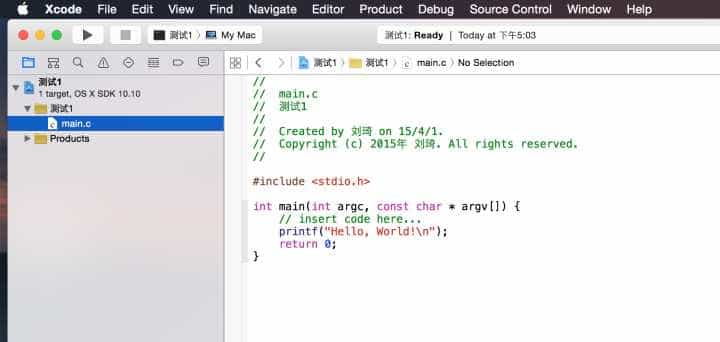 Xcode File Edit View Find Navigate Editor Product Debug Source Control Window Help
测试1 〉 My Mac
测试1: Ready | Today at 下午5:03
测试1 〉 测试1 〉 main.c 〉 No Selection
测试1
1 target, OS X SDK 10.10
测试1
main.c
Products
//
// main.c
// 测试1
//
// Created by 刘琦 on 15/4/1.
// Copyright (c) 2015年 刘琦. All rights reserved.
//
#include <stdio.h>
int main(int argc, const char * argv[]) {
// insert code here...
printf("Hello, World!\n");
return 0;
}